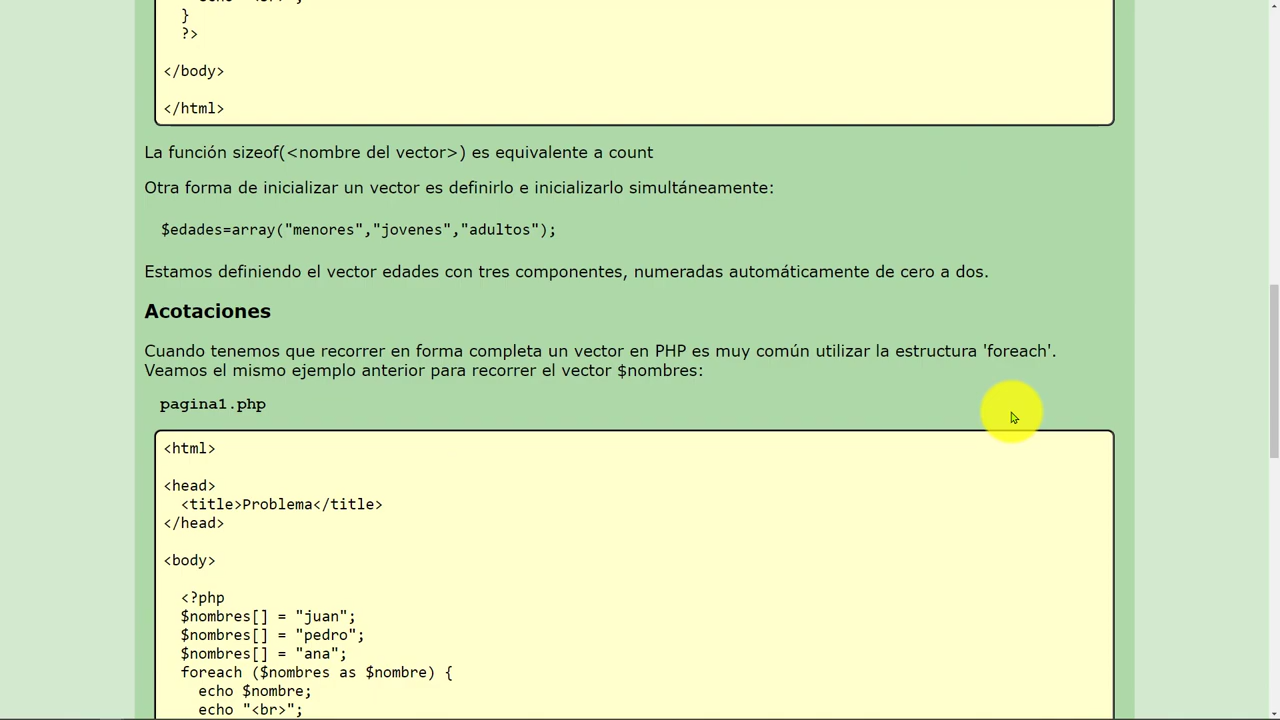 }
?>
</body>
</html>
La función sizeof(<nombre del vector>) es equivalente a count
Otra forma de inicializar un vector es definirlo e inicializarlo simultáneamente:
$edades=array("menores","jovenes","adultos");
Estamos definiendo el vector edades con tres componentes, numeradas automáticamente de cero a dos.
Acotaciones
Cuando tenemos que recorrer en forma completa un vector en PHP es muy común utilizar la estructura 'foreach'.
Veamos el mismo ejemplo anterior para recorrer el vector $nombres:
pagina1.php
<html>
<head>
<title>Problema</title>
</head>
<body>
<?php
$nombres[] = "juan";
$nombres[] = "pedro";
$nombres[] = "ana";
foreach ($nombres as $nombre) {
echo $nombre;
echo "<br>";